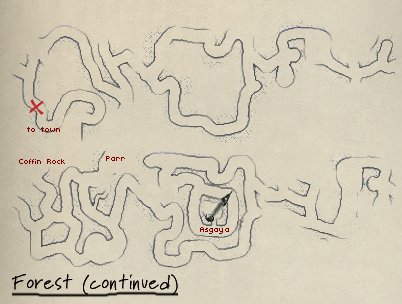 to town
Coffin Rock
Parr
Asgaya
Forest (continued)